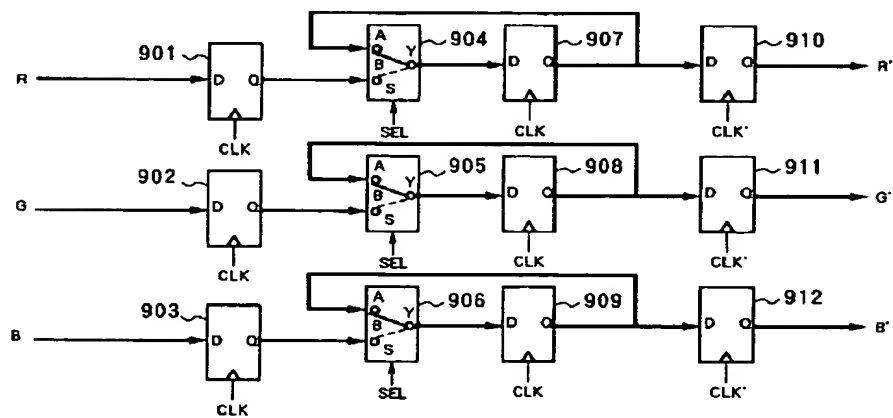 901 904 907 910
A Y
R D Q B D Q D Q R'
S
CLK SEL CLK CLK'
902 905 908 911
A Y
G D Q B D Q D Q G'
S
CLK SEL CLK CLK'
903 906 909 912
A Y
B D Q B D Q D Q B'
S
CLK SEL CLK CLK'